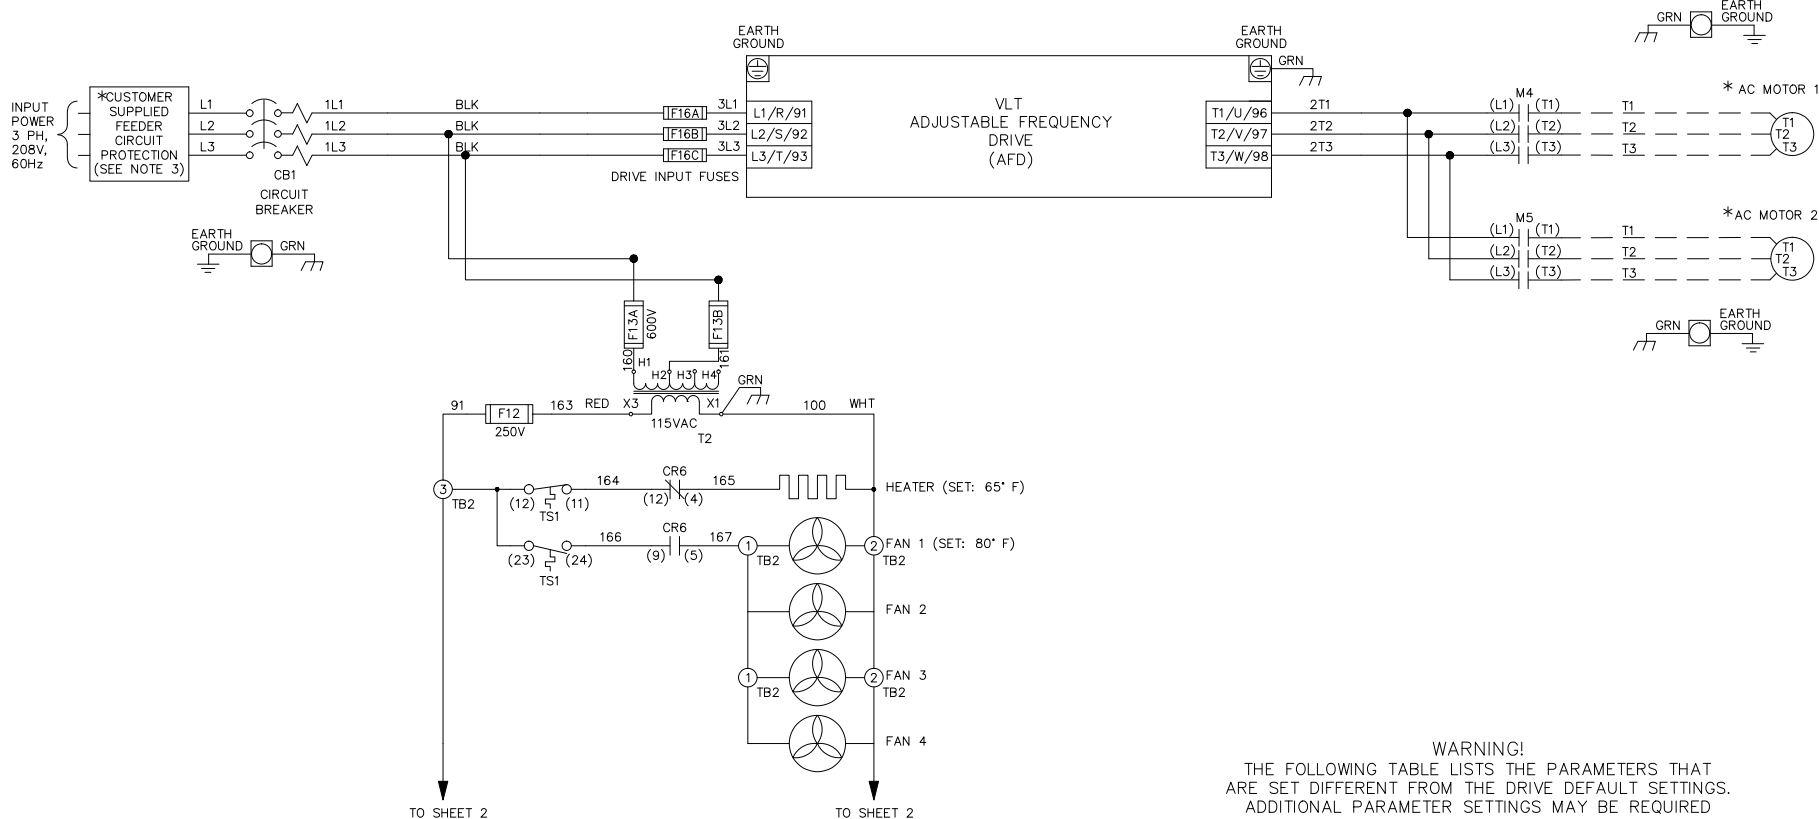 EARTH
GROUND
EARTH
GROUND
GRN
GRN
EARTH
GROUND
INPUT
POWER
3 PH,
208V,
60Hz
*CUSTOMER
SUPPLIED
FEEDER
CIRCUIT
PROTECTION
(SEE NOTE 3)
L1
L2
L3
CB1
CIRCUIT
BREAKER
1L1
1L2
1L3
BLK
BLK
BLK
F16A
F16B
F16C
3L1
3L2
3L3
DRIVE INPUT FUSES
L1/R/91
L2/S/92
L3/T/93
VLT
ADJUSTABLE FREQUENCY
DRIVE
(AFD)
T1/U/96
T2/V/97
T3/W/98
2T1
2T2
2T3
M4
(L1) (T1)
(L2) (T2)
(L3) (T3)
T1
T2
T3
* AC MOTOR 1
T1
T2
T3
M5
(L1) (T1)
(L2) (T2)
(L3) (T3)
T1
T2
T3
*AC MOTOR 2
T1
T2
T3
EARTH
GROUND
GRN
GRN
EARTH
GROUND
F13A
600V
F13B
160
161
H1
H2
H3
H4
GRN
91
F12
250V
163
RED
X3
X1
115VAC
T2
100
WHT
3
TB2
(12)
(11)
TS1
164
CR6
(12)
(4)
165
HEATER (SET: 65° F)
(23)
(24)
TS1
166
CR6
(9)
(5)
167
1
TB2
2
TB2
FAN 1 (SET: 80° F)
FAN 2
1
TB2
2
TB2
FAN 3
FAN 4
TO SHEET 2
TO SHEET 2
WARNING!
THE FOLLOWING TABLE LISTS THE PARAMETERS THAT
ARE SET DIFFERENT FROM THE DRIVE DEFAULT SETTINGS.
ADDITIONAL PARAMETER SETTINGS MAY BE REQUIRED